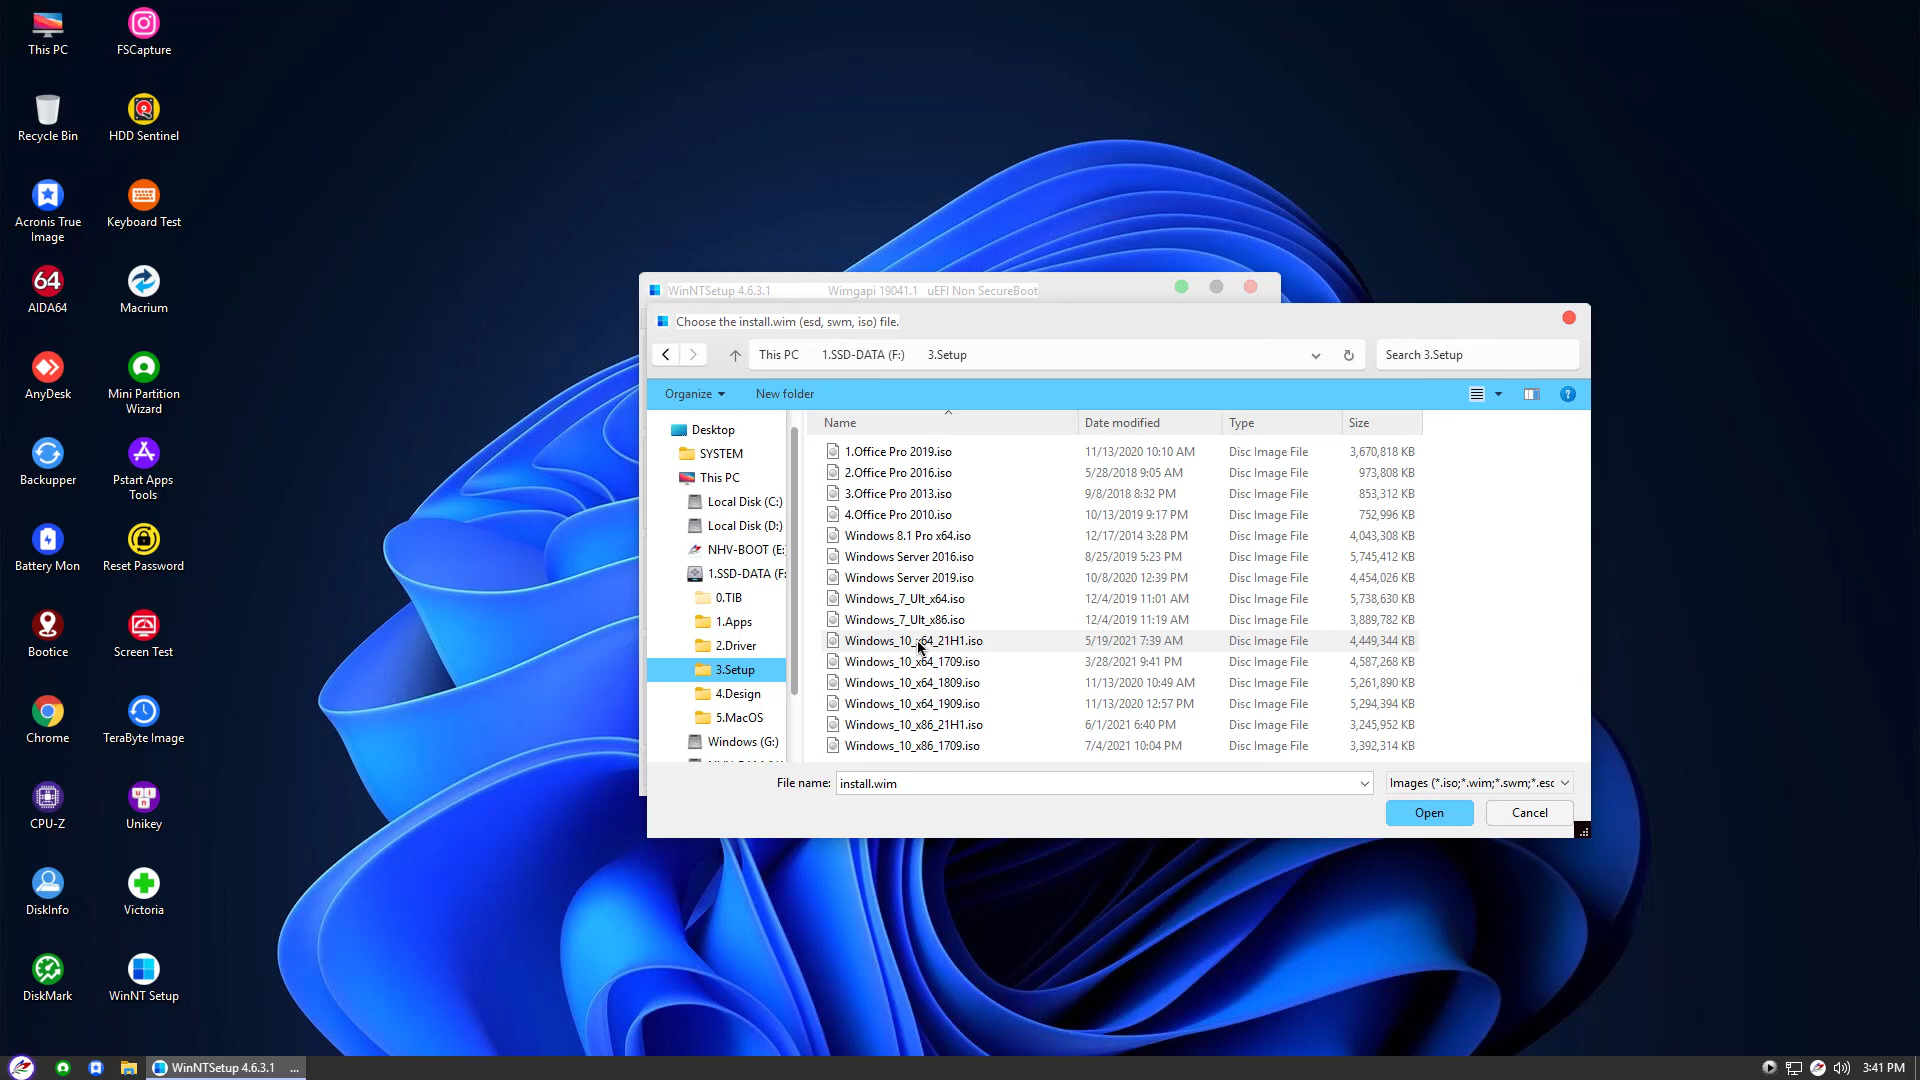 This PC
FSCapture
Recycle Bin
HDD Sentinel
Acronis True
Image
Keyboard Test
64
AIDA64
Macrium
AnyDesk
Mini Partition
Wizard
Backupper
Pstart Apps
Tools
Battery Mon
Reset Password
Bootice
Screen Test
Chrome
TeraByte Image
CPU-Z
Unikey
DiskInfo
Victoria
DiskMark
WinNT Setup
WinNTSetup 4.6.3.1 Wimgapi 19041.1 uEFI Non SecureBoot
Choose the install.wim (esd, swm, iso) file.
This PC 1.SSD-DATA (F:) 3.Setup
Search 3.Setup
Organize New folder
?
Desktop
SYSTEM
This PC
Local Disk (C:)
Local Disk (D:)
NHV-BOOT (E:
1.SSD-DATA (F:
0.TIB
1.Apps
2.Driver
3.Setup
4.Design
5.MacOS
Windows (G:)
Name Date modified Type Size
1.Office Pro 2019.iso 11/13/2020 10:10 AM Disc Image File 3,670,818 KB
2.Office Pro 2016.iso 5/28/2018 9:05 AM Disc Image File 973,808 KB
3.Office Pro 2013.iso 9/8/2018 8:32 PM Disc Image File 853,312 KB
4.Office Pro 2010.iso 10/13/2019 9:17 PM Disc Image File 752,996 KB
Windows 8.1 Pro x64.iso 12/17/2014 3:28 PM Disc Image File 4,043,308 KB
Windows Server 2016.iso 8/25/2019 5:23 PM Disc Image File 5,745,412 KB
Windows Server 2019.iso 10/8/2020 12:39 PM Disc Image File 4,454,026 KB
Windows_7_Ult_x64.iso 12/4/2019 11:01 AM Disc Image File 5,738,630 KB
Windows_7_Ult_x86.iso 12/4/2019 11:19 AM Disc Image File 3,889,782 KB
Windows_10_x64_21H1.iso 5/19/2021 7:39 AM Disc Image File 4,449,344 KB
Windows_10_x64_1709.iso 3/28/2021 9:41 PM Disc Image File 4,587,268 KB
Windows_10_x64_1809.iso 11/13/2020 10:49 AM Disc Image File 5,261,890 KB
Windows_10_x64_1909.iso 11/13/2020 12:57 PM Disc Image File 5,294,394 KB
Windows_10_x86_21H1.iso 6/1/2021 6:40 PM Disc Image File 3,245,952 KB
Windows_10_x86_1709.iso 7/4/2021 10:04 PM Disc Image File 3,392,314 KB
File name: install.wim
Images (*.iso;*.wim;*.swm;*.esc
Open Cancel
WinNTSetup 4.6.3.1 ...
3:41 PM